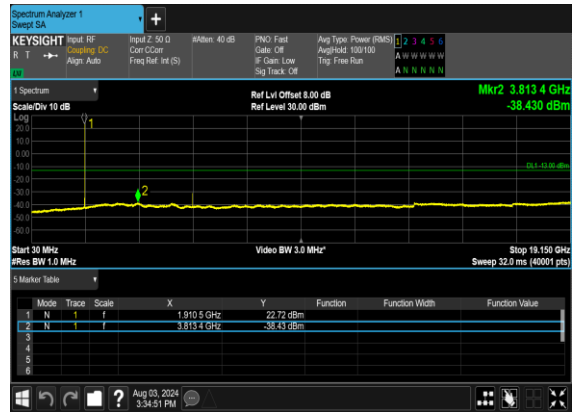 Spectrum Analyzer 1
Swept SA
+
KEYSIGHT
R T
Input: RF
Coupling: DC
Align: Auto
Input Z: 50 Ω
Corr CCorr
Freq Ref: Int (S)
#Atten: 40 dB
PNO: Fast
Gate: Off
IF Gain: Low
Sig Track: Off
Avg Type: Power (RMS)
Avg|Hold: 100/100
Trig: Free Run
1 2 3 4 5 6
A W W W W W
A N N N N N
1 Spectrum
Scale/Div 10 dB
Ref Lvl Offset 8.00 dB
Ref Level 30.00 dBm
Mkr2 3.813 4 GHz
-38.430 dBm
Log
20.0
10.0
0.00
-10.0
-20.0
-30.0
-40.0
-50.0
-60.0
1
2
DL1 -13.00 dBm
Start 30 MHz
#Res BW 1.0 MHz
Video BW 3.0 MHz*
Stop 19.150 GHz
Sweep 32.0 ms (40001 pts)
5 Marker Table
Mode Trace Scale X Y Function Function Width Function Value
1 N 1 f 1.910 5 GHz 22.72 dBm
2 N 1 f 3.813 4 GHz -38.43 dBm
3
4
5
6
?
Aug 03, 2024
3:34:51 PM